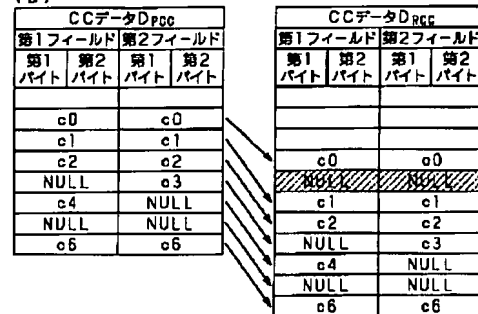 CCデータDPCC
第1フィールド 第2フィールド
第1バイト 第2バイト 第1バイト 第2バイト
c0 c0
c1 c1
c2 c2
NULL c3
c4 NULL
NULL NULL
c6 c6
CCデータDRCC
第1フィールド 第2フィールド
第1バイト 第2バイト 第1バイト 第2バイト
c0 c0
NULL NULL
c1 c1
c2 c2
NULL c3
c4 NULL
NULL NULL
c6 c6